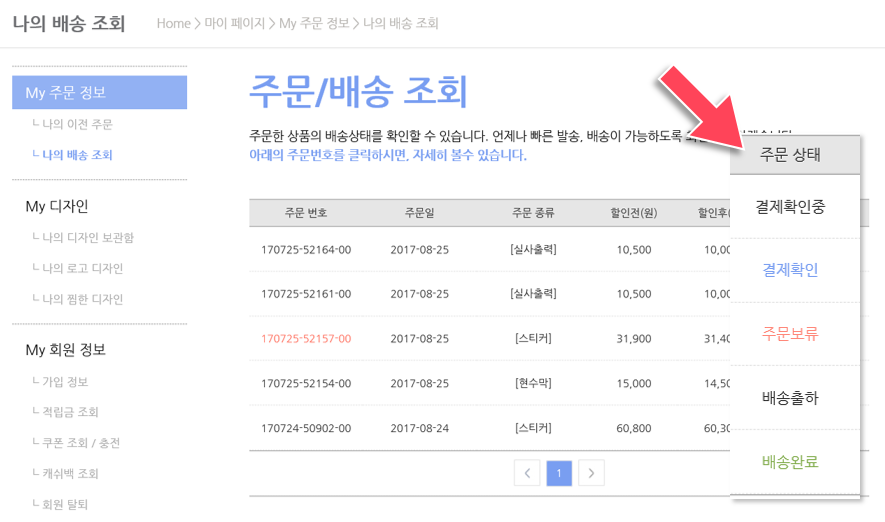 나의 배송 조회
Home > 마이 페이지 > My 주문 정보 > 나의 배송 조회
My 주문 정보
└ 나의 이전 주문
└ 나의 배송 조회
My 디자인
└ 나의 디자인 보관함
└ 나의 로고 디자인
└ 나의 찜한 디자인
My 회원 정보
└ 가입 정보
└ 적립금 조회
└ 쿠폰 조회 / 충전
└ 캐쉬백 조회
└ 회원 탈퇴
주문/배송 조회
주문한 상품의 배송상태를 확인할 수 있습니다. 언제나 빠른 발송, 배송이 가능하도록
아래의 주문번호를 클릭하시면, 자세히 볼수 있습니다.
주문 번호 주문일 주문 종류 할인전(원) 할인후(
170725-52164-00 2017-08-25 [실사출력] 10,500 10,00
170725-52161-00 2017-08-25 [실사출력] 10,500 10,00
170725-52157-00 2017-08-25 [스티커] 31,900 31,40
170725-52154-00 2017-08-25 [현수막] 15,000 14,50
170724-50902-00 2017-08-24 [스티커] 60,800 60,30
< 1 >
주문 상태
결제확인중
결제확인
주문보류
배송출하
배송완료